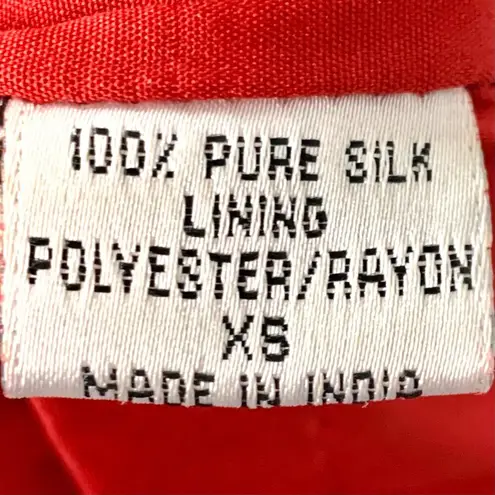 100% PURE SILK
LINING
POLYESTER/RAYON
XS
MADE IN INDIA